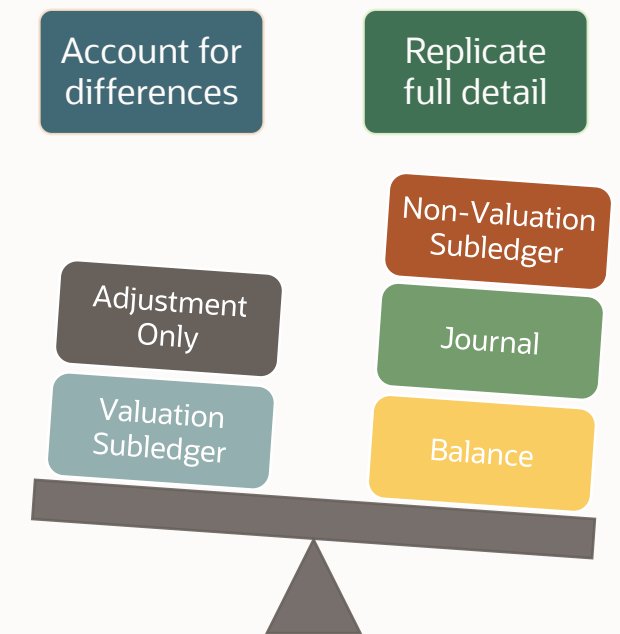 Account for
differences
Replicate
full detail
Non-Valuation
Subledger
Adjustment
Only
Journal
Valuation
Subledger
Balance